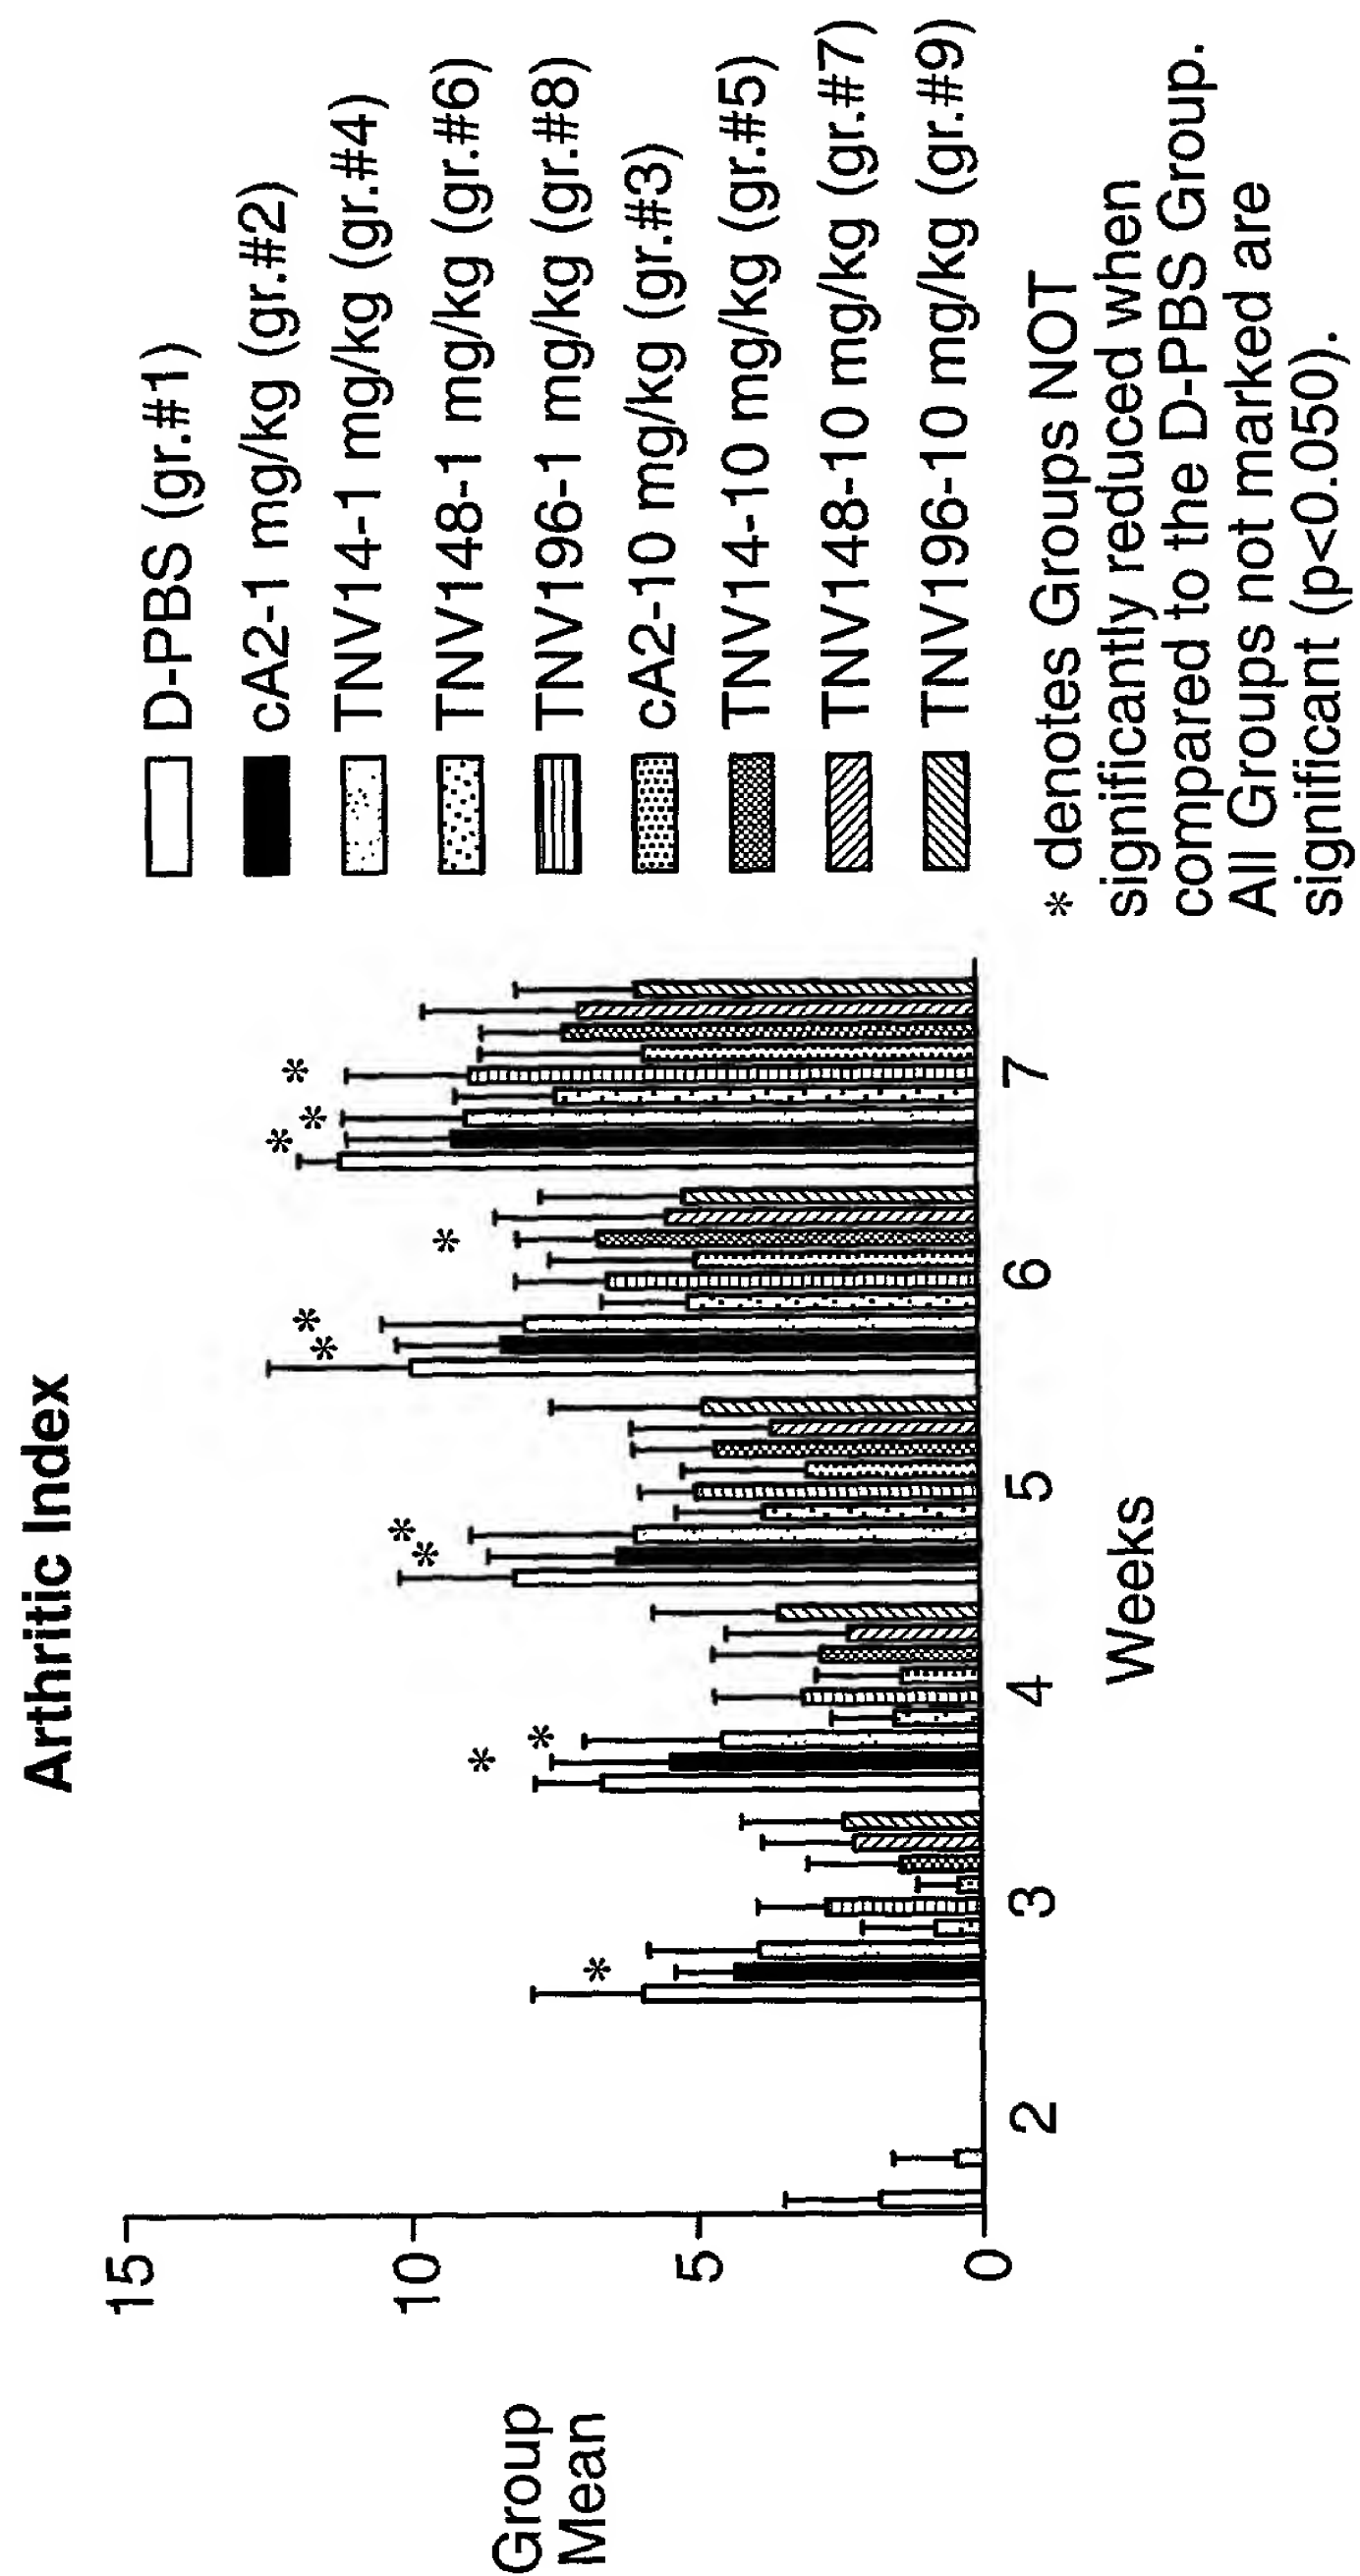 Arthritic Index
Group
Mean
15
10
5
0
*
*
*
*
*
*
*
*
*
*
*
2
3
4
5
6
7
Weeks
D-PBS (gr.#1)
cA2-1 mg/kg (gr.#2)
TNV14-1 mg/kg (gr.#4)
TNV148-1 mg/kg (gr.#6)
TNV196-1 mg/kg (gr.#8)
cA2-10 mg/kg (gr.#3)
TNV14-10 mg/kg (gr.#5)
TNV148-10 mg/kg (gr.#7)
TNV196-10 mg/kg (gr.#9)
* denotes Groups NOT
significantly reduced when
compared to the D-PBS Group.
All Groups not marked are
significant (p<0.050).